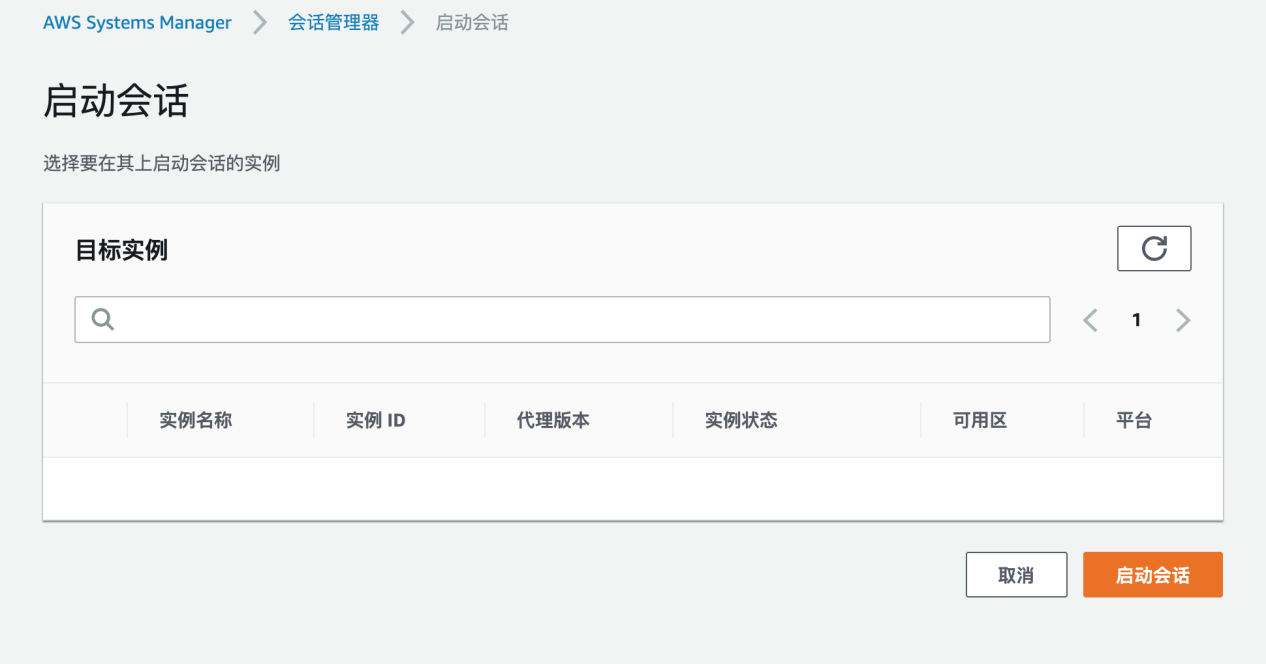 AWS Systems Manager 会话管理器 启动会话
启动会话
选择要在其上启动会话的实例
目标实例
1
实例名称 实例 ID 代理版本 实例状态 可用区 平台
取消 启动会话